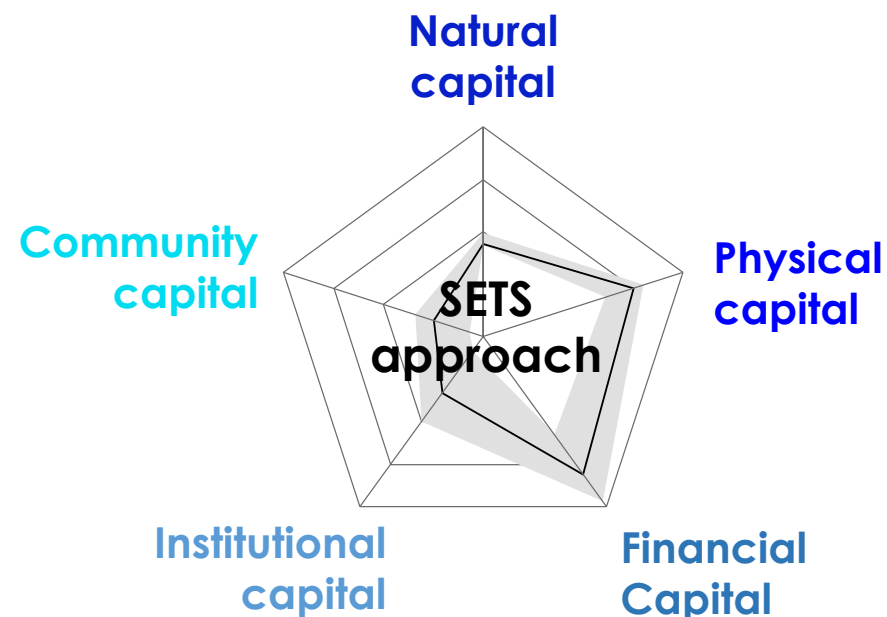 Natural
capital
Community
capital
Physical
capital
SETS
approach
Institutional
capital
Financial
Capital